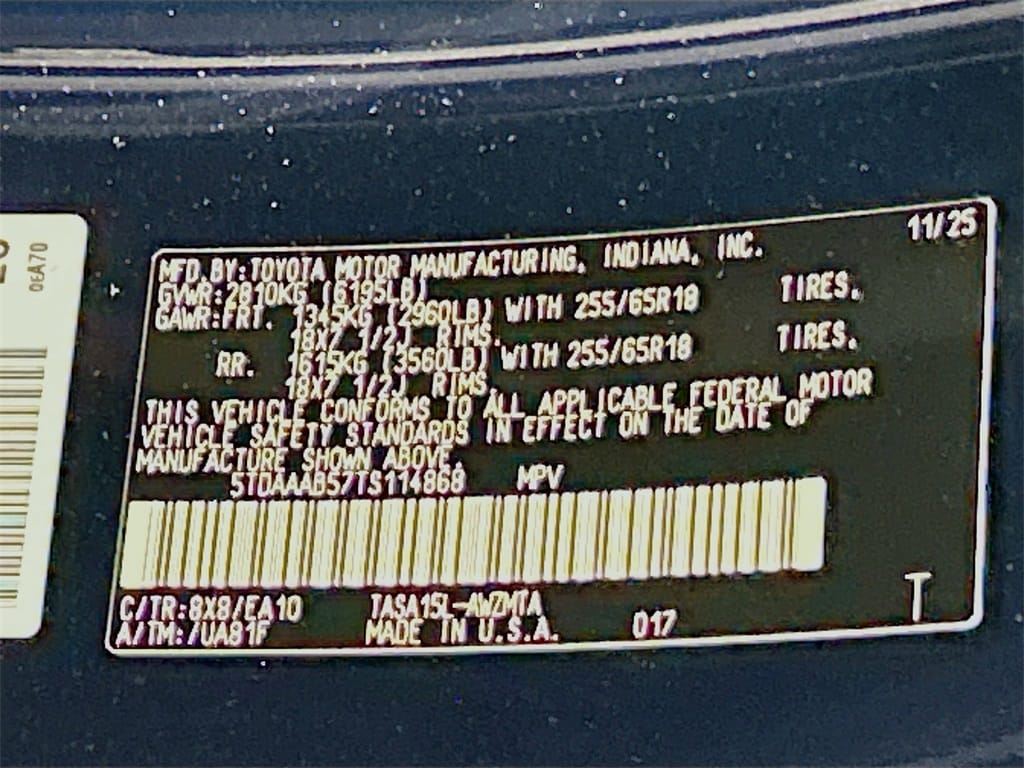 11/25
MFD.BY:TOYOTA MOTOR MANUFACTURING, INDIANA, INC.
GVWR:2810KG (6195LB)
GAWR:FRT. 1345KG (2960LB) WITH 255/65R18 TIRES.
18X7 1/2J RIMS.
RR. 1615KG (3560LB) WITH 255/65R18 TIRES.
18X7 1/2J RIMS.
THIS VEHICLE CONFORMS TO ALL APPLICABLE FEDERAL MOTOR
VEHICLE SAFETY STANDARDS IN EFFECT ON THE DATE OF
MANUFACTURE SHOWN ABOVE.
5TDAAAB57TS114868 MPV
C/TR:8X8/EA10 TASA15L-AWZMTA
A/TM:/UA81F MADE IN U.S.A. 017
T
06A70